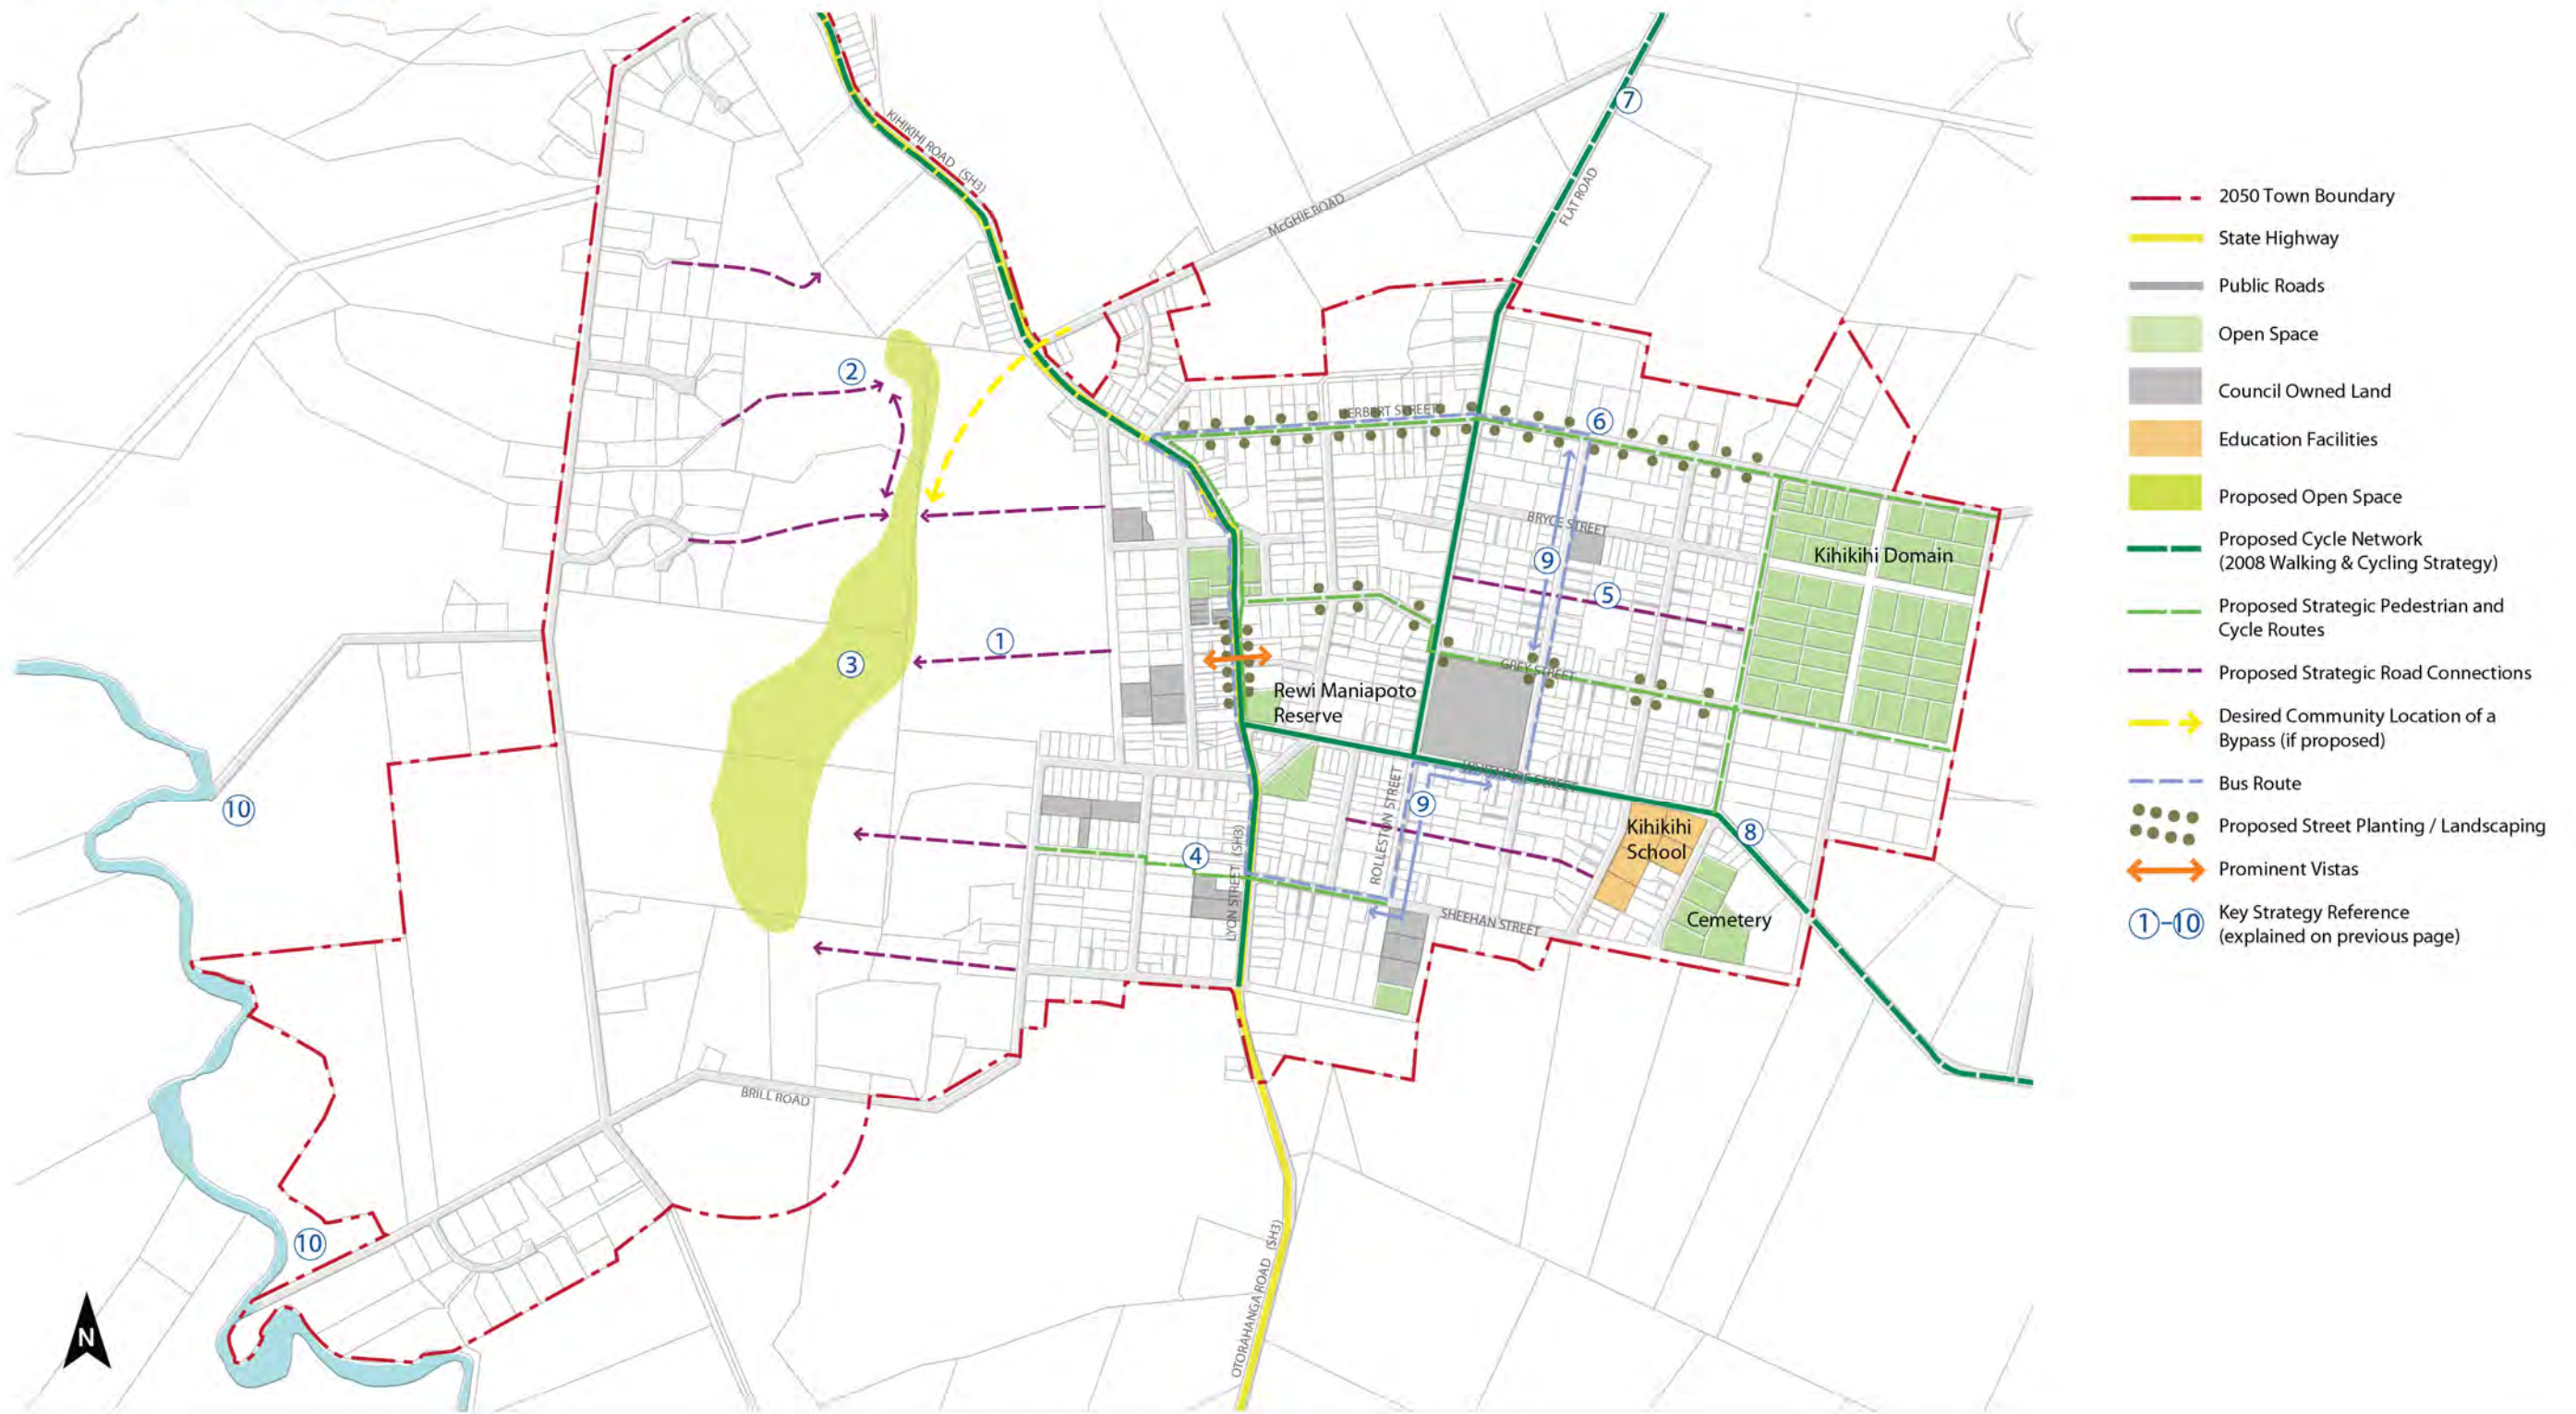 KIHIKIHI ROAD (SH3)
7
McGHIE ROAD
FLAT ROAD
2
HERBERT STREET
6
BRYCE STREET
9
Kihikihi Domain
5
1
3
GREY STREET
Rewi Maniapoto
Reserve
10
STREET
ROLLESTON STREET
9
Kihikihi
School
8
4
LYON STREET (SH3)
SHEEHAN STREET
Cemetery
BRILL ROAD
10
OTORAHANGA ROAD (SH3)
N
2050 Town Boundary
State Highway
Public Roads
Open Space
Council Owned Land
Education Facilities
Proposed Open Space
Proposed Cycle Network
(2008 Walking & Cycling Strategy)
Proposed Strategic Pedestrian and
Cycle Routes
Proposed Strategic Road Connections
Desired Community Location of a
Bypass (if proposed)
Bus Route
Proposed Street Planting / Landscaping
Prominent Vistas
1-10 Key Strategy Reference
(explained on previous page)